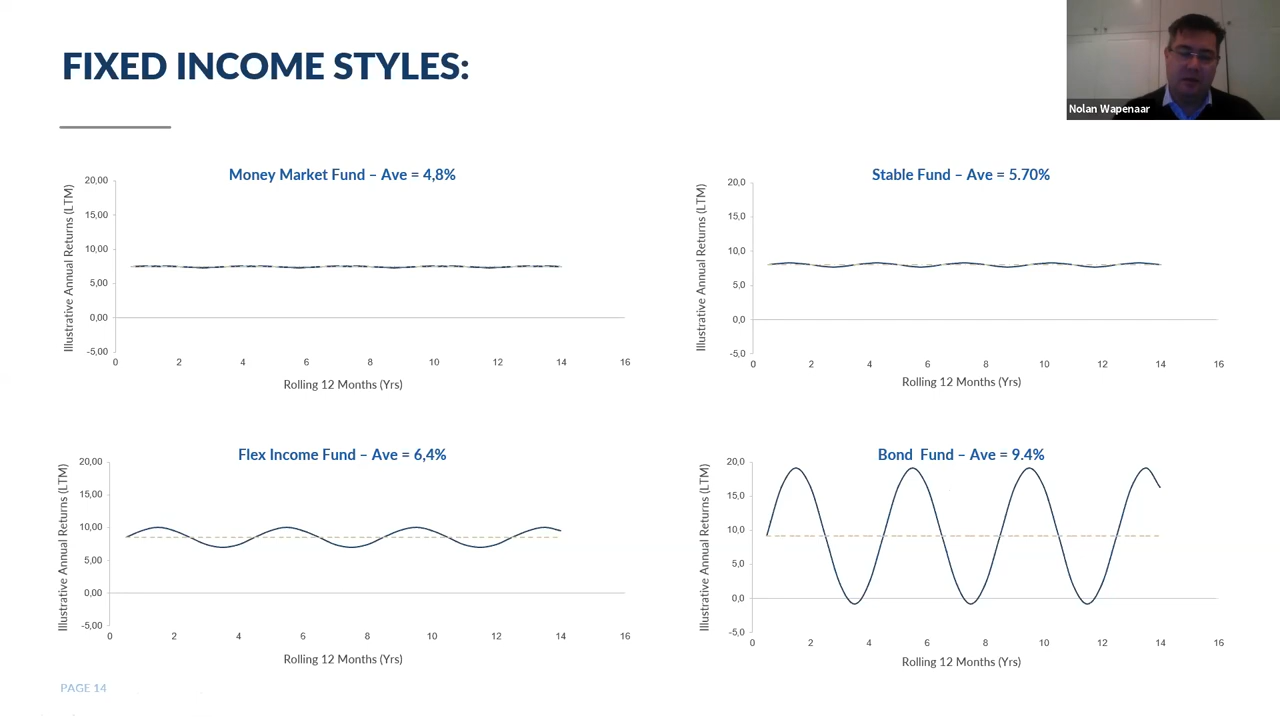 FIXED INCOME STYLES:
Nolan Wapenaar
Money Market Fund – Ave = 4,8%
Illustrative Annual Returns (LTM)
20,00
15,00
10,00
5,00
0,00
-5,00
0 2 4 6 8 10 12 14 16
Rolling 12 Months (Yrs)
Stable Fund – Ave = 5.70%
Illustrative Annual Returns (LTM)
20,0
15,0
10,0
5,0
0,0
-5,0
0 2 4 6 8 10 12 14 16
Rolling 12 Months (Yrs)
Flex Income Fund – Ave = 6,4%
Illustrative Annual Returns (LTM)
20,00
15,00
10,00
5,00
0,00
-5,00
0 2 4 6 8 10 12 14 16
Rolling 12 Months (Yrs)
Bond  Fund – Ave = 9.4%
Illustrative Annual Returns (LTM)
20,0
15,0
10,0
5,0
0,0
-5,0
0 2 4 6 8 10 12 14 16
Rolling 12 Months (Yrs)
PAGE 14